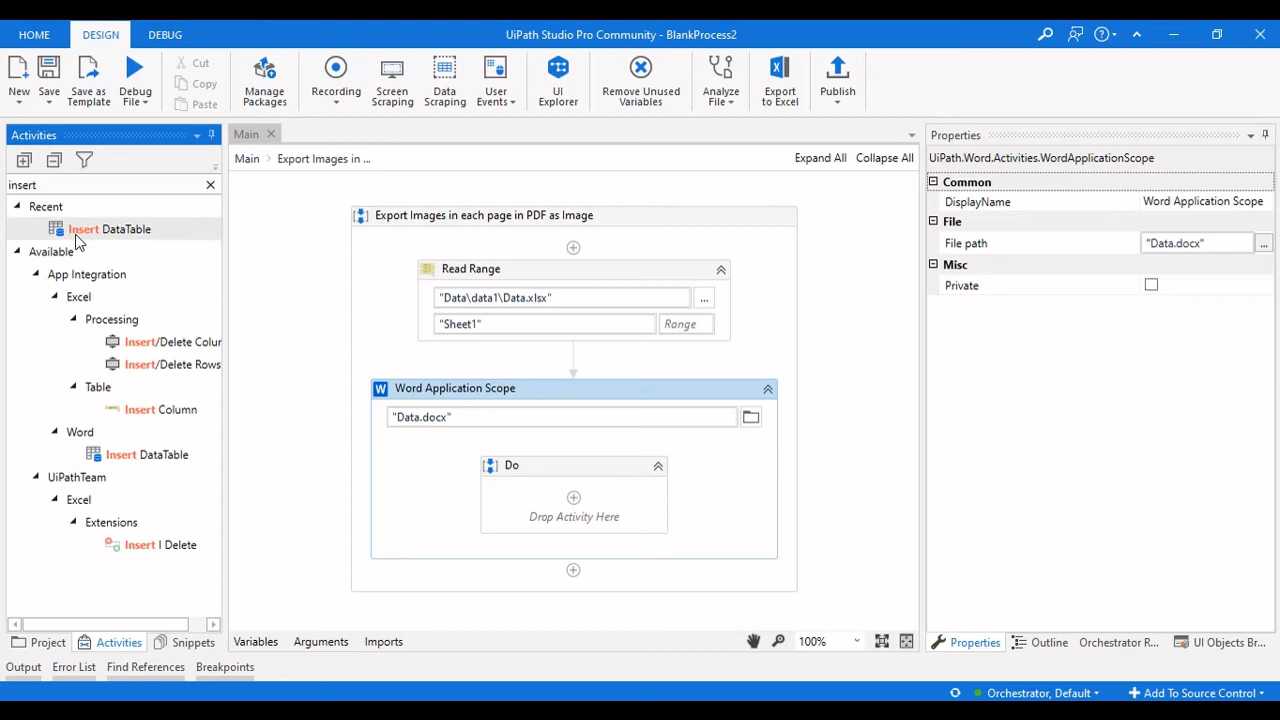 HOME DESIGN DEBUG UiPath Studio Pro Community - BlankProcess2
Cut
Copy
Paste
New Save Save as Template Debug File Manage Packages Recording Screen Scraping Data Scraping User Events UI Explorer Remove Unused Variables Analyze File Export to Excel Publish
Activities
insert
Recent
Insert DataTable
Available
App Integration
Excel
Processing
Insert/Delete Colur
Insert/Delete Rows
Table
Insert Column
Word
Insert DataTable
UiPathTeam
Excel
Extensions
Insert I Delete
Project Activities Snippets
Main
Main Export Images in ... Expand All Collapse All
Export Images in each page in PDF as Image
Read Range
"Data\data1\Data.xlsx" ...
"Sheet1" Range
W Word Application Scope
"Data.docx"
Do
Drop Activity Here
Variables Arguments Imports 100%
Properties
UiPath.Word.Activities.WordApplicationScope
Common
DisplayName Word Application Scope
File
File path "Data.docx" ...
Misc
Private
Properties Outline Orchestrator R... UI Objects Br...
Output Error List Find References Breakpoints
Orchestrator, Default Add To Source Control